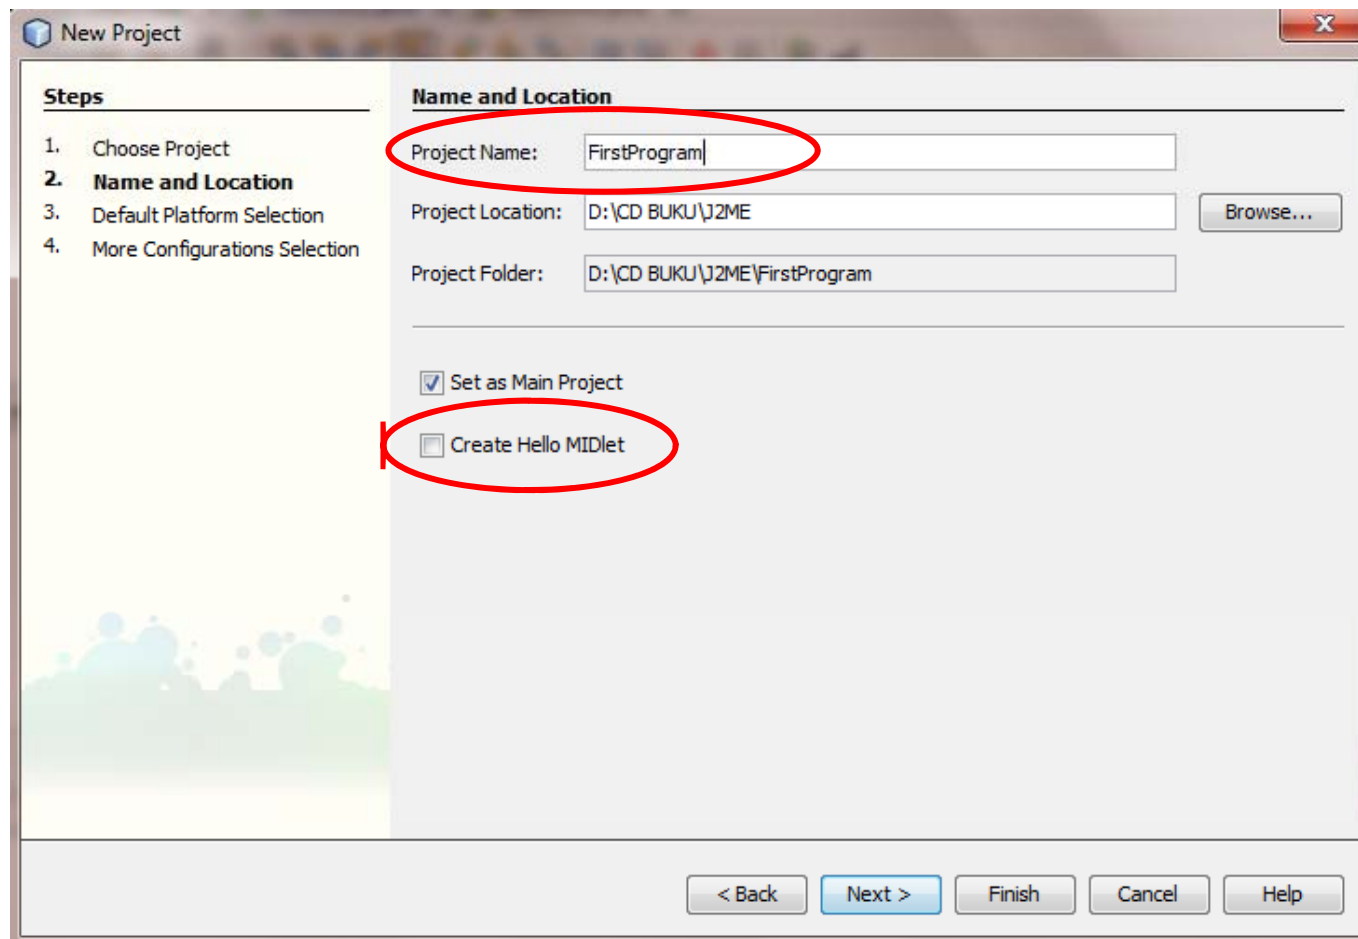 New Project
Steps
1. Choose Project
2. Name and Location
3. Default Platform Selection
4. More Configurations Selection
Name and Location
Project Name: FirstProgram
Project Location: D:\CD BUKU\J2ME Browse...
Project Folder: D:\CD BUKU\J2ME\FirstProgram
Set as Main Project
Create Hello MIDlet
< Back Next > Finish Cancel Help